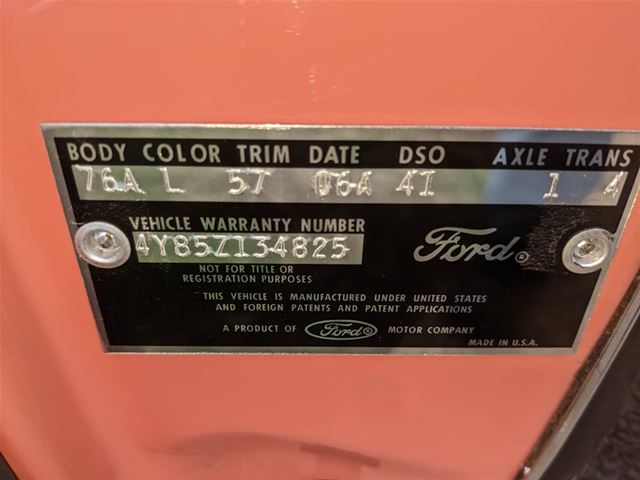 BODY COLOR TRIM DATE DSO AXLE TRANS
76A L 57 06A 41 1 4
VEHICLE WARRANTY NUMBER
4Y85Z134825
Ford®
NOT FOR TITLE OR
REGISTRATION PURPOSES
THIS VEHICLE IS MANUFACTURED UNDER UNITED STATES
AND FOREIGN PATENTS AND PATENT APPLICATIONS
A PRODUCT OF Ford® MOTOR COMPANY
MADE IN U.S.A.